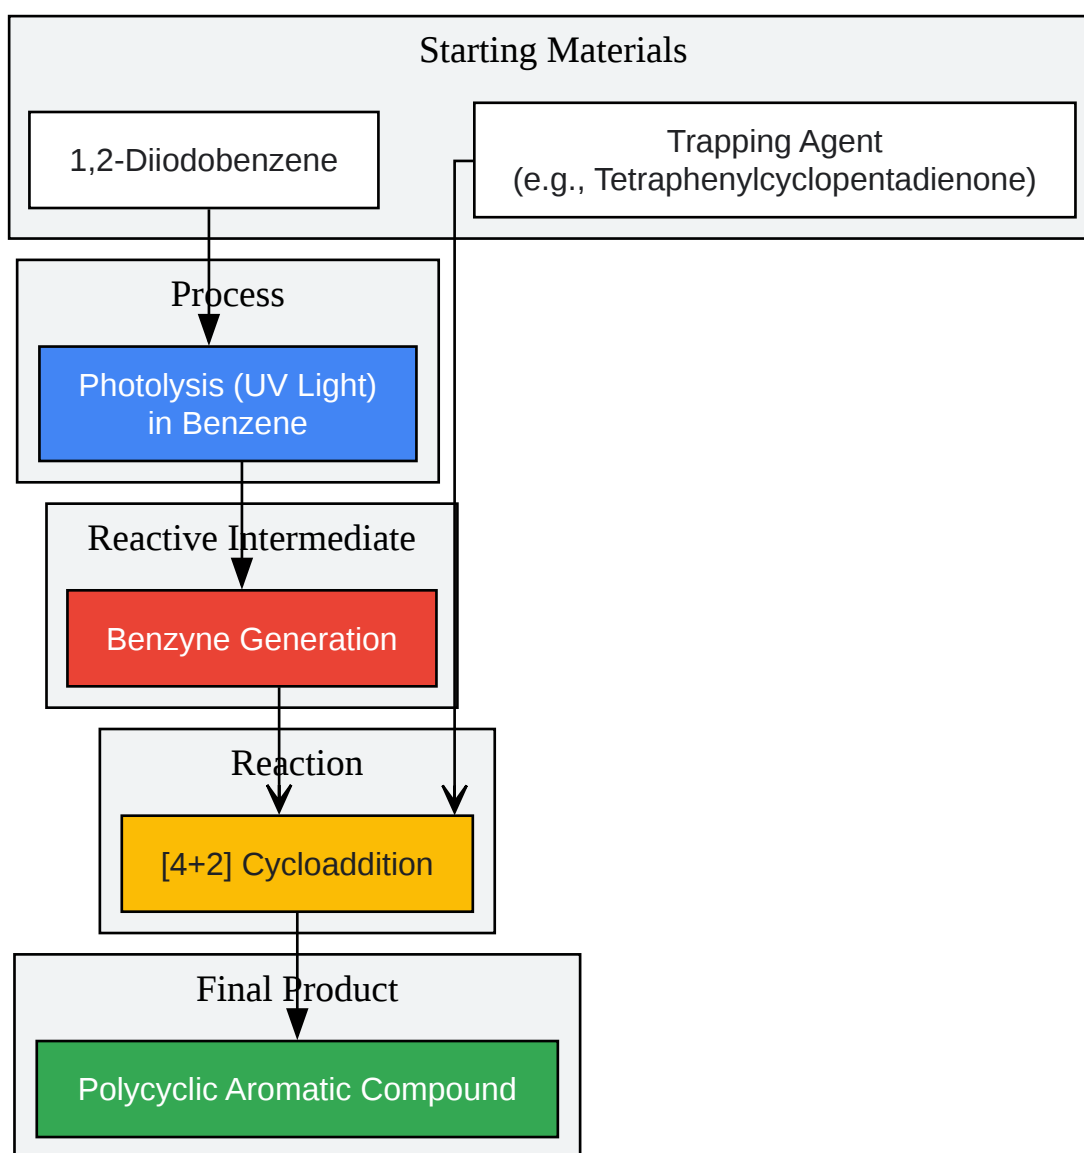 Starting Materials
1,2-Diiodobenzene
Trapping Agent
(e.g., Tetraphenylcyclopentadienone)
Process
Photolysis (UV Light)
in Benzene
Reactive Intermediate
Benzyne Generation
Reaction
[4+2] Cycloaddition
Final Product
Polycyclic Aromatic Compound